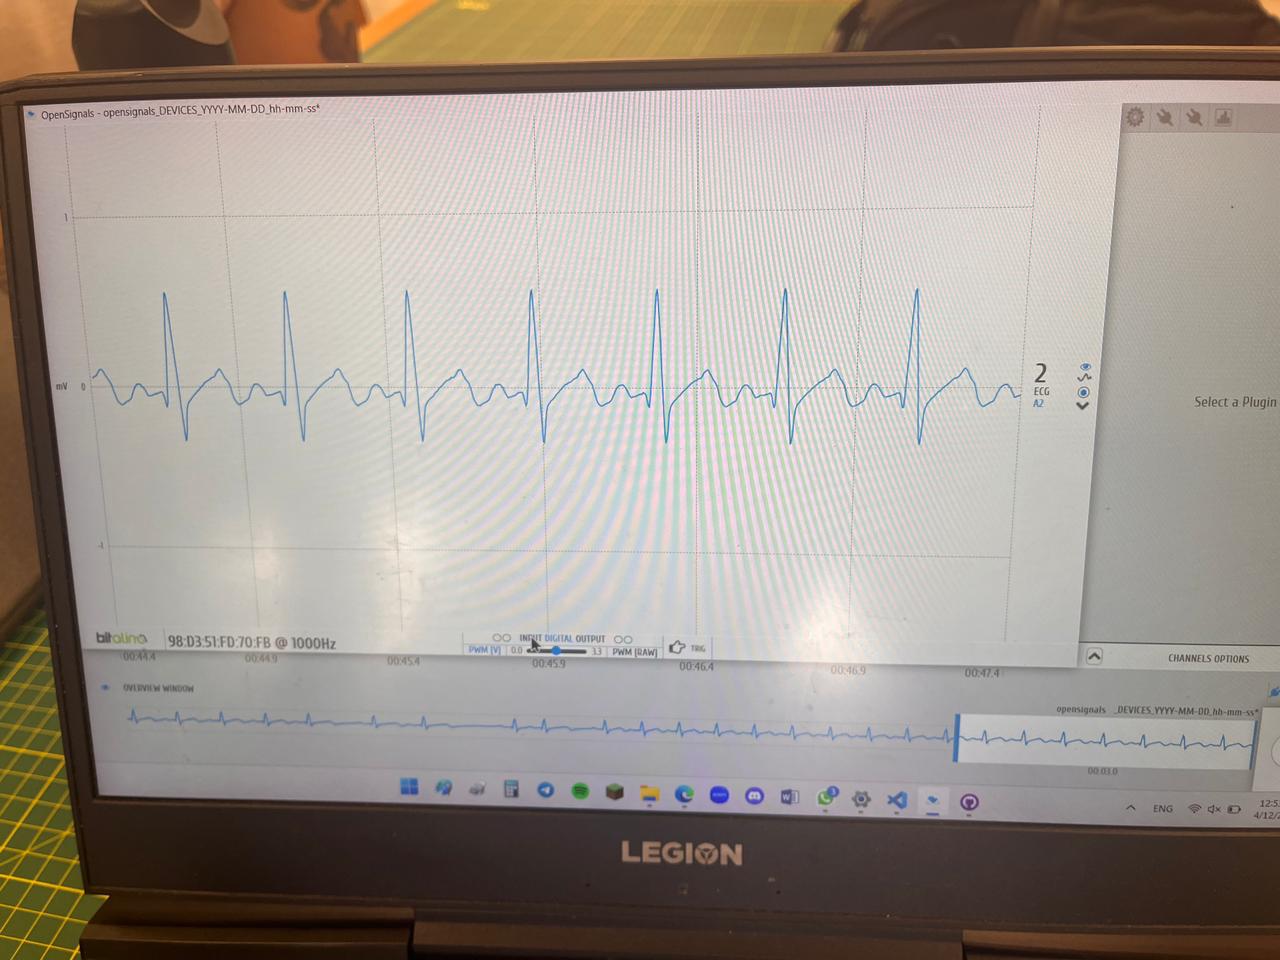 OpenSignals - opensignals_DEVICES_YYYY-MM-DD_hh-mm-ss*
1
mV 0
-1
2
ECG
A2
Select a Plugin
bitalino 98:D3:51:FD:70:FB @ 1000Hz
INPUT DIGITAL OUTPUT
PWM [V] 0.0 3.3 PWM [RAW]
TRIG
CHANNELS OPTIONS
00:44.4 00:44.9 00:45.4 00:45.9 00:46.4 00:46.9 00:47.4
OVERVIEW WINDOW
opensignals _DEVICES_YYYY-MM-DD_hh-mm-ss*
00:03.0
ENG
4/12/2
LEGION